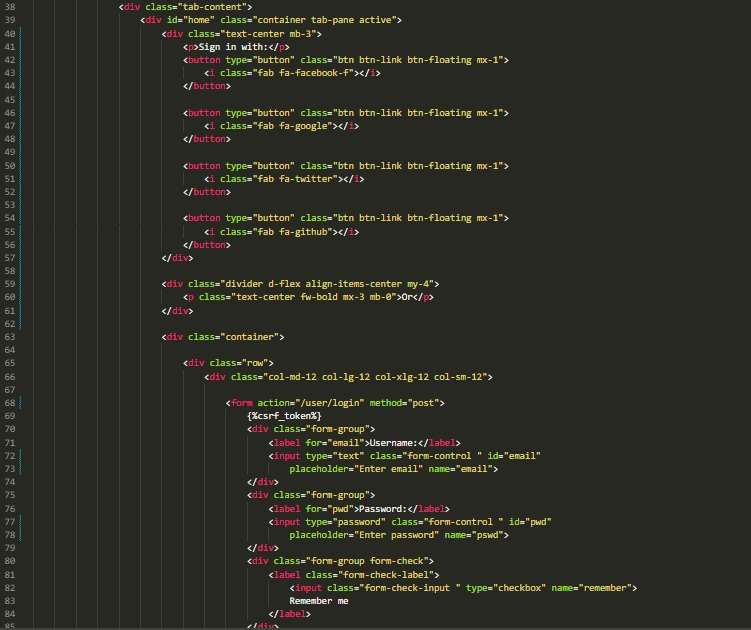 38 <div class="tab-content">
39 <div id="home" class="container tab-pane active">
40 <div class="text-center mb-3">
41 <p>Sign in with:</p>
42 <button type="button" class="btn btn-link btn-floating mx-1">
43 <i class="fab fa-facebook-f"></i>
44 </button>
45
46 <button type="button" class="btn btn-link btn-floating mx-1">
47 <i class="fab fa-google"></i>
48 </button>
49
50 <button type="button" class="btn btn-link btn-floating mx-1">
51 <i class="fab fa-twitter"></i>
52 </button>
53
54 <button type="button" class="btn btn-link btn-floating mx-1">
55 <i class="fab fa-github"></i>
56 </button>
57 </div>
58
59 <div class="divider d-flex align-items-center my-4">
60 <p class="text-center fw-bold mx-3 mb-0">Or</p>
61 </div>
62
63 <div class="container">
64
65 <div class="row">
66 <div class="col-md-12 col-lg-12 col-xlg-12 col-sm-12">
67
68 <form action="/user/login" method="post">
69 {%csrf_token%}
70 <div class="form-group">
71 <label for="email">Username:</label>
72 <input type="text" class="form-control " id="email"
73 placeholder="Enter email" name="email">
74 </div>
75 <div class="form-group">
76 <label for="pwd">Password:</label>
77 <input type="password" class="form-control " id="pwd"
78 placeholder="Enter password" name="pswd">
79 </div>
80 <div class="form-group form-check">
81 <label class="form-check-label">
82 <input class="form-check-input " type="checkbox" name="remember">
83 Remember me
84 </label>
85 </div>